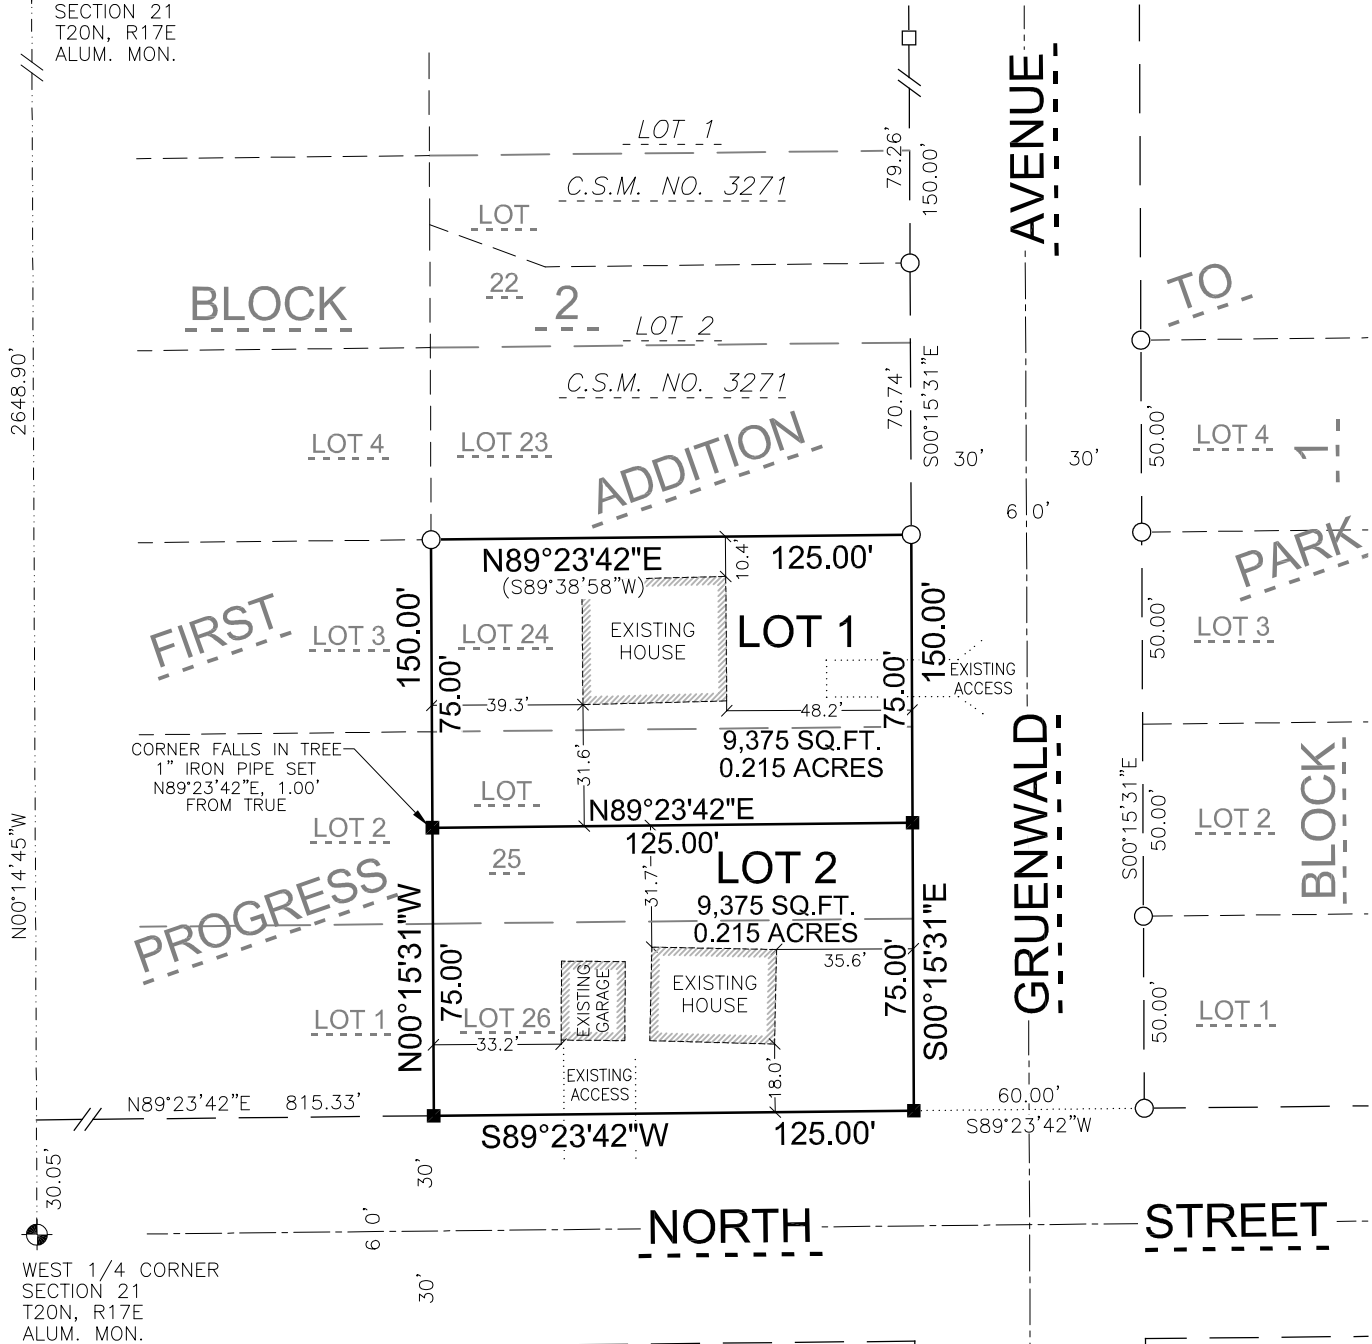 SECTION 21
T20N, R17E
ALUM. MON.
AVENUE
LOT 1
79.26'
150.00'
C.S.M. NO. 3271
LOT
22
BLOCK
2
TO
LOT 2
C.S.M. NO. 3271
2648.90'
70.74'
S00°15'31"E
LOT 4
LOT 23
ADDITION
30'
30'
50.00'
LOT 4
1
60'
N89°23'42"E
125.00'
(S89°38'58"W)
10.4'
PARK
FIRST
LOT 3
150.00'
LOT 24
EXISTING
HOUSE
LOT 1
150.00'
50.00'
LOT 3
75.00'
39.3'
48.2'
75.00'
EXISTING
ACCESS
CORNER FALLS IN TREE
1" IRON PIPE SET
N89°23'42"E, 1.00'
FROM TRUE
31.6'
9,375 SQ.FT.
0.215 ACRES
GRUENWALD
S00°15'31"E
50.00'
LOT 2
BLOCK
LOT
25
LOT 2
N89°23'42"E
125.00'
LOT 2
N00°14'45"W
PROGRESS
31.7'
9,375 SQ.FT.
0.215 ACRES
N00°15'31"W
75.00'
35.6'
75.00'
S00°15'31"E
LOT 1
LOT 26
EXISTING
GARAGE
EXISTING
HOUSE
50.00'
LOT 1
33.2'
18.0'
EXISTING
ACCESS
N89°23'42"E 815.33'
S89°23'42"W
125.00'
60.00'
S89°23'42"W
30.05'
30'
60'
30'
NORTH
STREET
WEST 1/4 CORNER
SECTION 21
T20N, R17E
ALUM. MON.